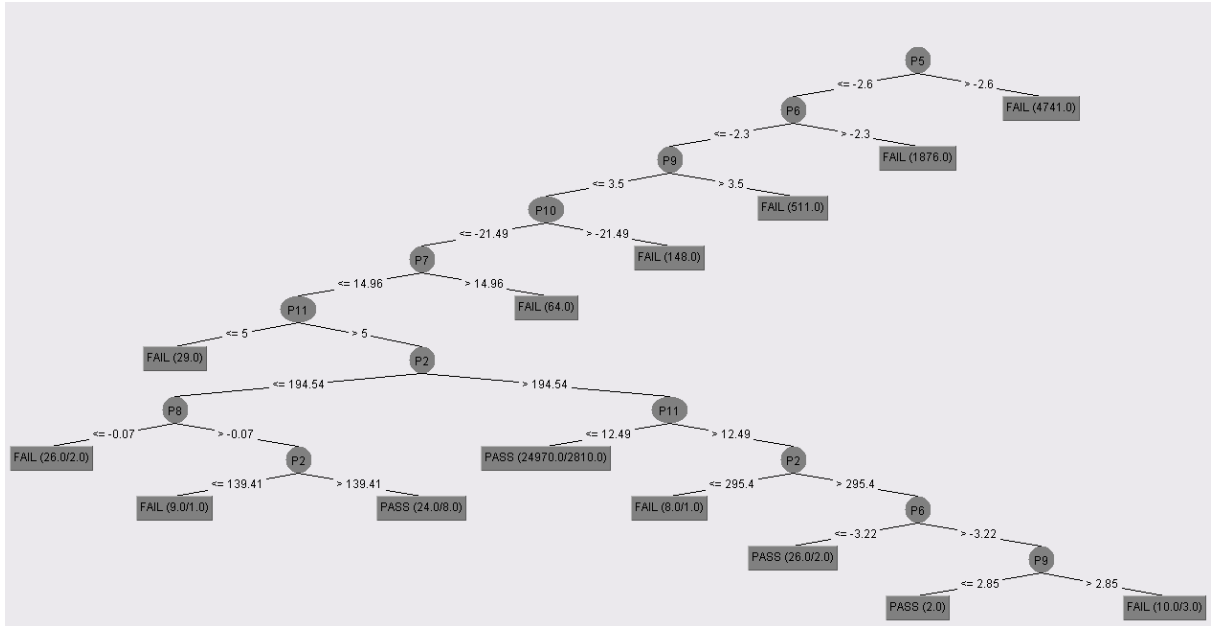 P5
<= -2.6
> -2.6
P6
FAIL (4741.0)
<= -2.3
> -2.3
P9
FAIL (1876.0)
<= 3.5
> 3.5
P10
FAIL (511.0)
<= -21.49
> -21.49
P7
FAIL (148.0)
<= 14.96
> 14.96
P11
FAIL (64.0)
<= 5
> 5
FAIL (29.0)
P2
<= 194.54
> 194.54
P8
P11
<= -0.07
> -0.07
<= 12.49
> 12.49
FAIL (26.0/2.0)
P2
PASS (24970.0/2810.0)
P2
<= 139.41
> 139.41
<= 295.4
> 295.4
FAIL (9.0/1.0)
PASS (24.0/8.0)
FAIL (8.0/1.0)
P6
<= -3.22
> -3.22
PASS (26.0/2.0)
P9
<= 2.85
> 2.85
PASS (2.0)
FAIL (10.0/3.0)